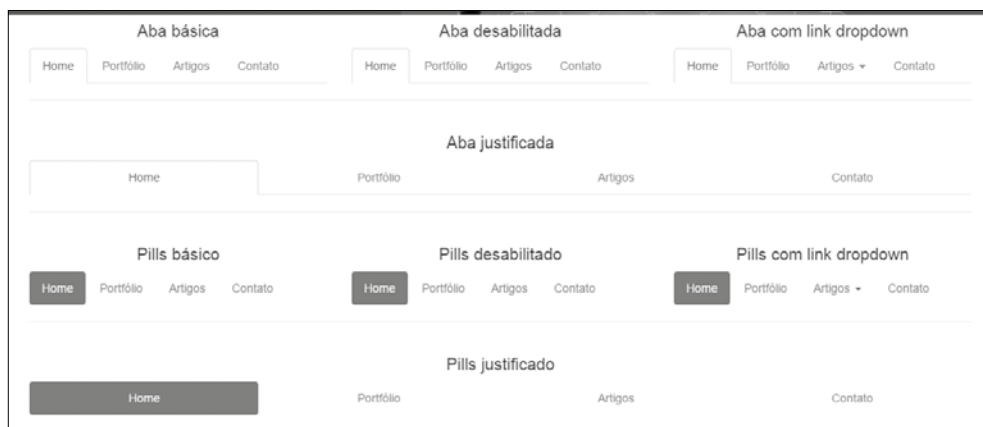 Aba básica Aba desabilitada Aba com link dropdown
Home Portfólio Artigos Contato Home Portfólio Artigos Contato Home Portfólio Artigos Contato
Aba justificada
Home Portfólio Artigos Contato
Pills básico Pills desabilitado Pills com link dropdown
Home Portfólio Artigos Contato Home Portfólio Artigos Contato Home Portfólio Artigos Contato
Pills justificado
Home Portfólio Artigos Contato